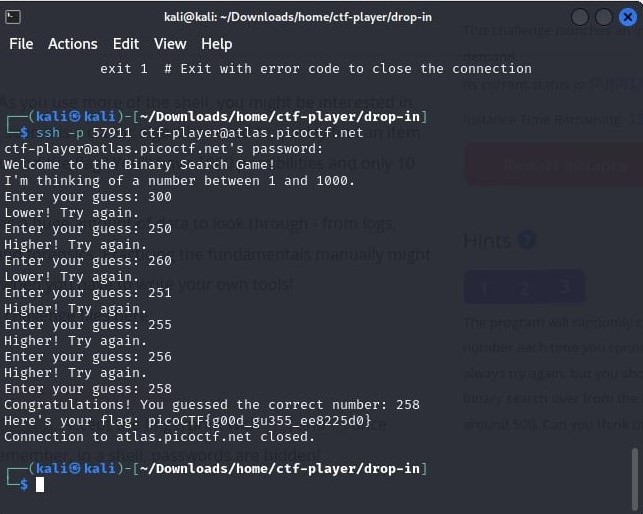 kali@kali: ~/Downloads/home/ctf-player/drop-in
File Actions Edit View Help
exit 1 # Exit with error code to close the connection
┌──(kali㉿kali)-[~/Downloads/home/ctf-player/drop-in]
└─$ ssh -p 57911 ctf-player@atlas.picoctf.net
ctf-player@atlas.picoctf.net's password:
Welcome to the Binary Search Game!
I'm thinking of a number between 1 and 1000.
Enter your guess: 300
Lower! Try again.
Enter your guess: 250
Higher! Try again.
Enter your guess: 260
Lower! Try again.
Enter your guess: 251
Higher! Try again.
Enter your guess: 255
Higher! Try again.
Enter your guess: 256
Higher! Try again.
Enter your guess: 258
Congratulations! You guessed the correct number: 258
Here's your flag: picoCTF{g00d_gu355_ee8225d0}
Connection to atlas.picoctf.net closed.
┌──(kali㉿kali)-[~/Downloads/home/ctf-player/drop-in]
└─$
Hints ?
1 2 3